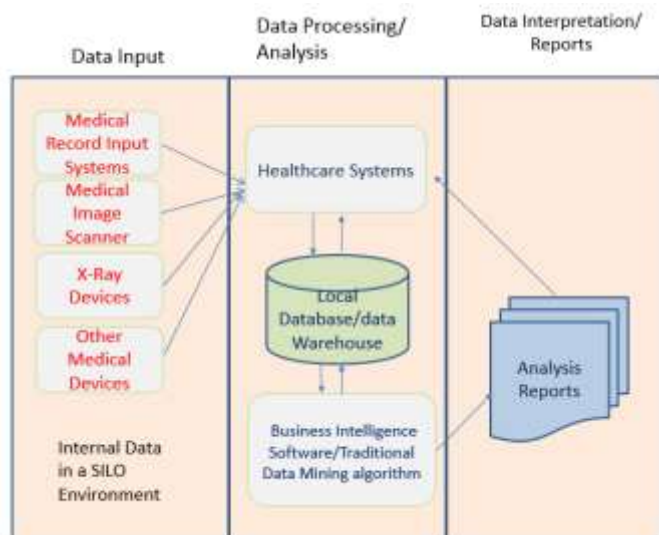 Data Input
Data Processing/
Analysis
Data Interpretation/
Reports
Medical
Record Input
Systems
Medical
Image
Scanner
X-Ray
Devices
Other
Medical
Devices
Internal Data
in a SILO
Environment
Healthcare Systems
Local
Database/data
Warehouse
Business Intelligence
Software/Traditional
Data Mining algorithm
Analysis
Reports